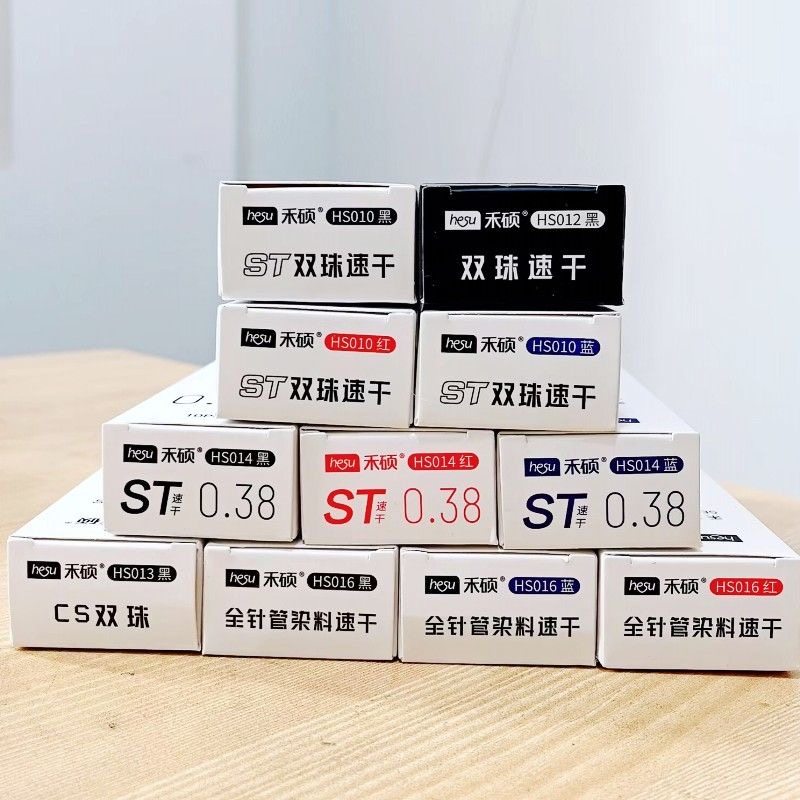 hesu 禾硕® HS010 黑
ST双珠速干
hesu 禾硕® HS012 黑
双珠速干
hesu 禾硕® HS010 红
ST双珠速干
hesu 禾硕® HS010 蓝
ST双珠速干
hesu 禾硕® HS014 黑
ST速干 0.38
hesu 禾硕® HS014 红
ST速干 0.38
hesu 禾硕® HS014 蓝
ST速干 0.38
hesu 禾硕® HS013 黑
CS双珠
hesu 禾硕® HS016 黑
全针管染料速干
hesu 禾硕® HS016 蓝
全针管染料速干
hesu 禾硕® HS016 红
全针管染料速干